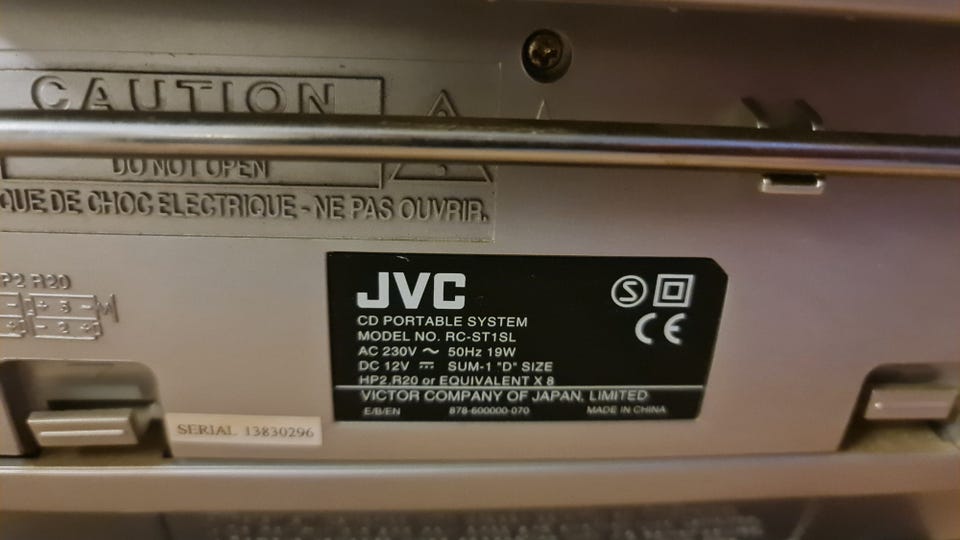 CAUTION
DO NOT OPEN
QUE DE CHOC ELECTRIQUE - NE PAS OUVRIR.
P2 R20
JVC
CD PORTABLE SYSTEM
MODEL NO. RC-ST1SL
AC 230V ~ 50Hz 19W
DC 12V ⎓ SUM-1 "D" SIZE
HP2.R20 or EQUIVALENT X 8
VICTOR COMPANY OF JAPAN, LIMITED
E/B/EN 878-600000-070 MADE IN CHINA
S
CE
SERIAL 13830296